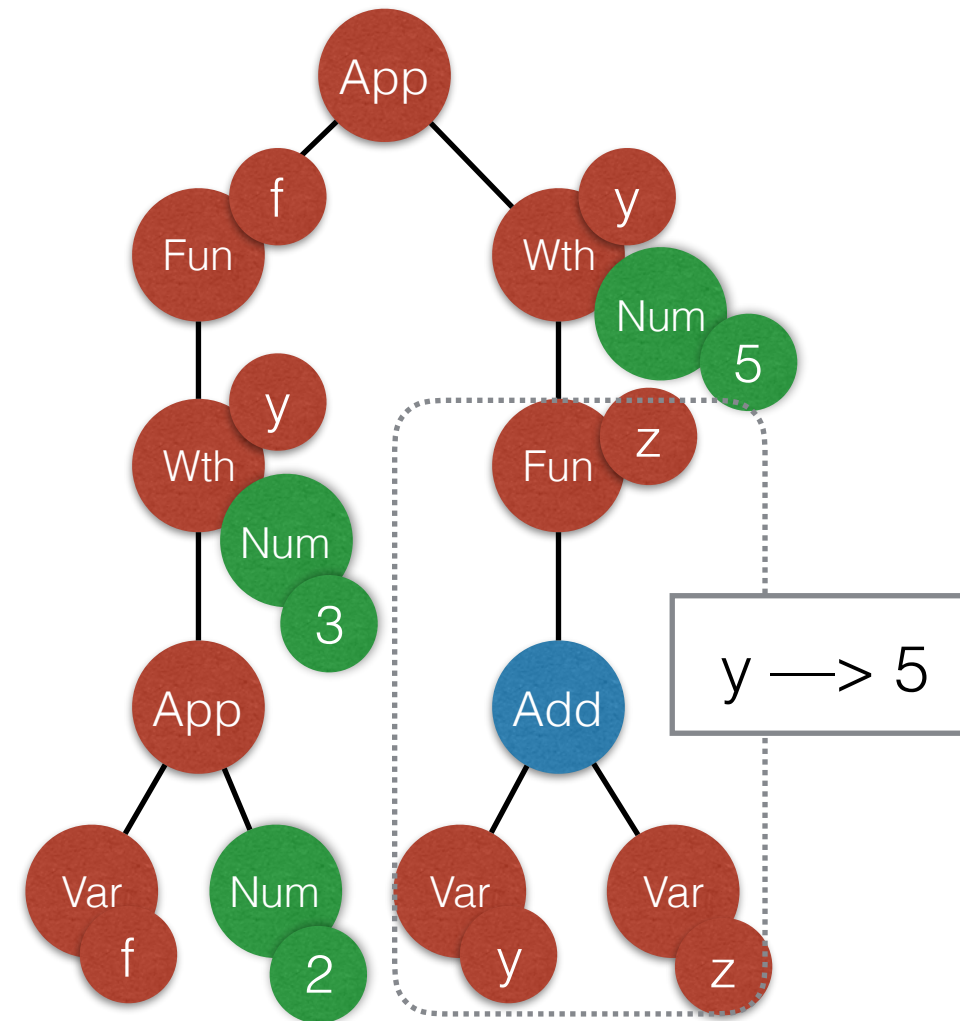 App
f
Fun
y
Wth
Num
5
y
Wth
Num
3
z
Fun
App
Add
y —> 5
Var
f
Num
2
Var
y
Var
z